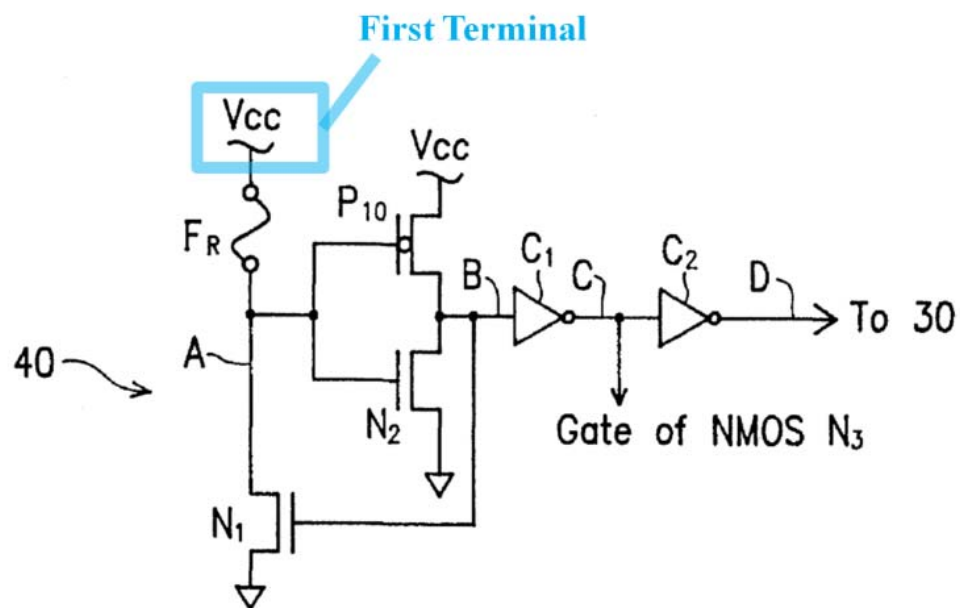 First Terminal
Vcc
Vcc
P10
FR
B
C1
C
C2
D
To 30
A
40
N2
Gate of NMOS N3
N1